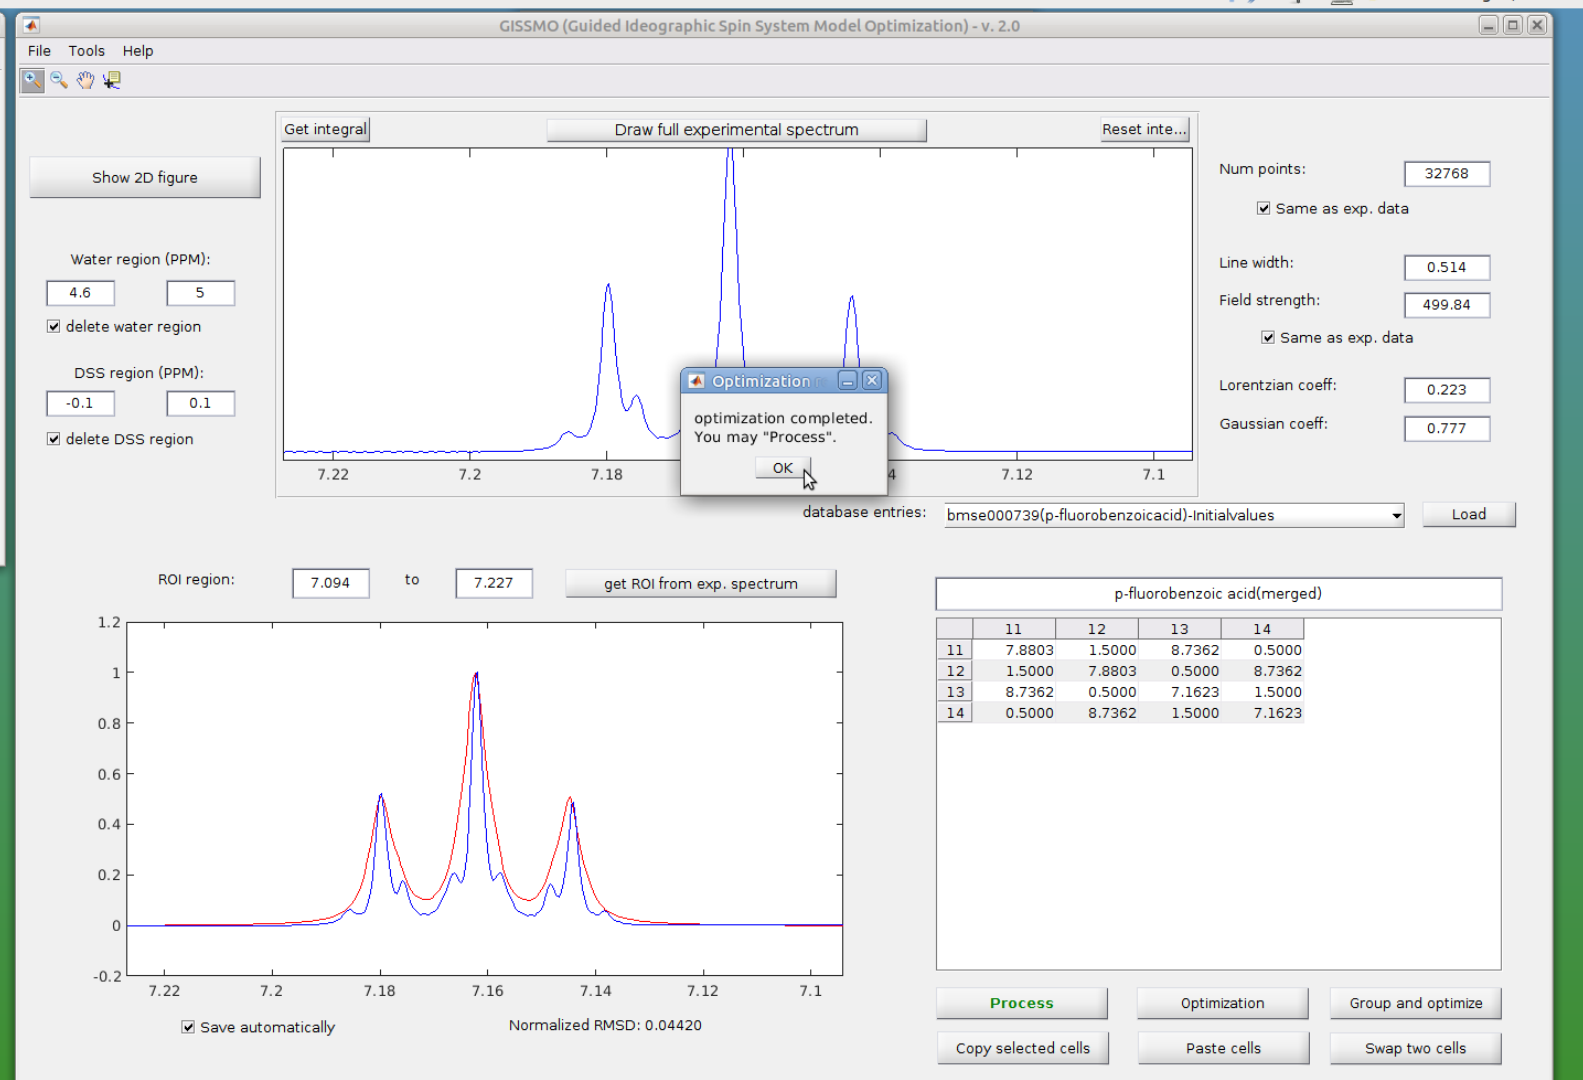 GISSMO (Guided Ideographic Spin System Model Optimization) - v. 2.0
File Tools Help
Get integral Draw full experimental spectrum Reset inte...
Show 2D figure
Num points: 32768
Same as exp. data
Water region (PPM):
4.6 5
delete water region
Line width: 0.514
Field strength: 499.84
Same as exp. data
DSS region (PPM):
-0.1 0.1
delete DSS region
Lorentzian coeff: 0.223
Gaussian coeff: 0.777
Optimization
optimization completed.
You may "Process".
OK
7.22 7.2 7.18 4 7.12 7.1
database entries: bmse000739(p-fluorobenzoicacid)-Initialvalues Load
ROI region: 7.094 to 7.227 get ROI from exp. spectrum
p-fluorobenzoic acid(merged)
11 12 13 14
11 7.8803 1.5000 8.7362 0.5000
12 1.5000 7.8803 0.5000 8.7362
13 8.7362 0.5000 7.1623 1.5000
14 0.5000 8.7362 1.5000 7.1623
1.2
1
0.8
0.6
0.4
0.2
0
-0.2
7.22 7.2 7.18 7.16 7.14 7.12 7.1
Save automatically Normalized RMSD: 0.04420
Process Optimization Group and optimize
Copy selected cells Paste cells Swap two cells